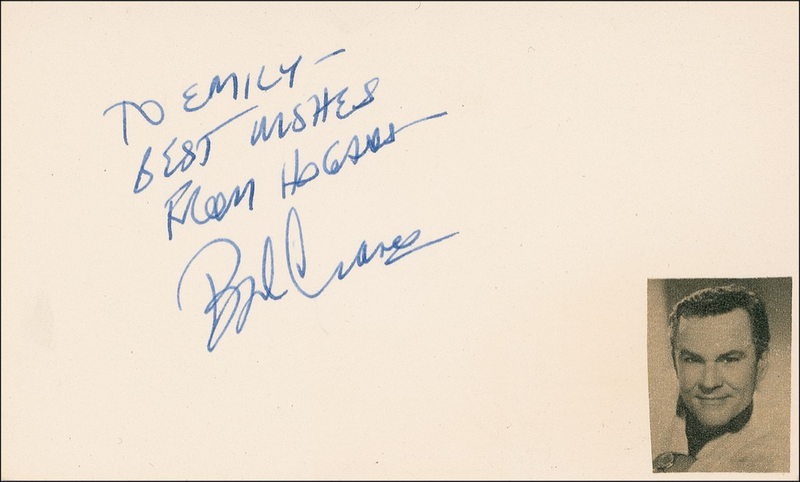 TO EMILY —
BEST WISHES
FROM HOGAN
Bob Crane